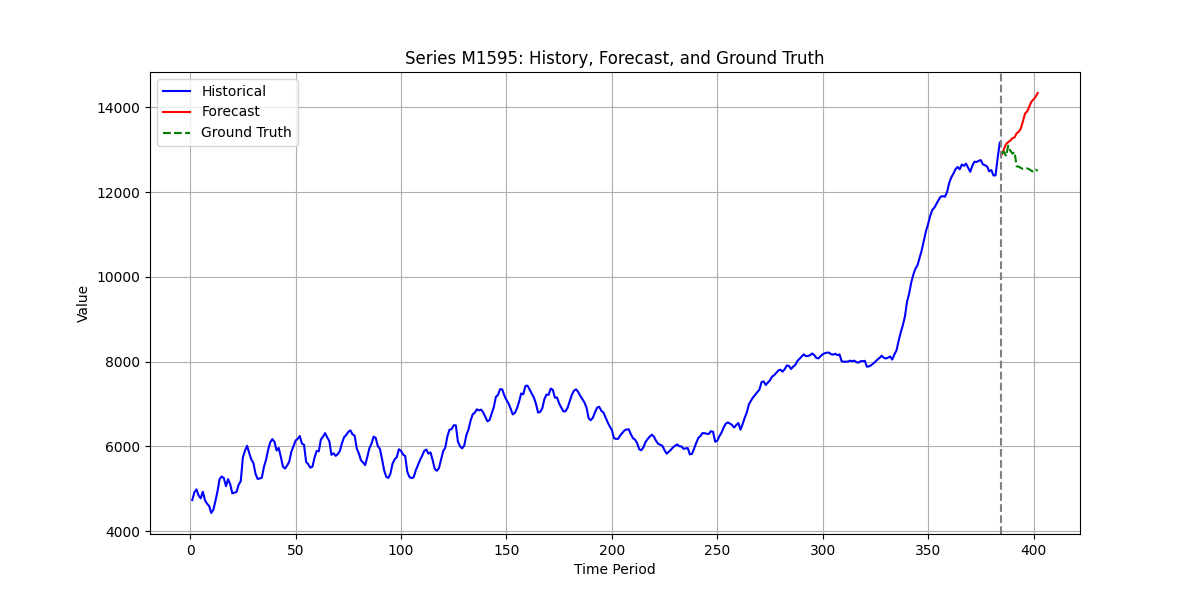 Series M1595: History, Forecast, and Ground Truth
Historical
Forecast
Ground Truth
14000
12000
10000
8000
6000
4000
Value
0 50 100 150 200 250 300 350 400
Time Period